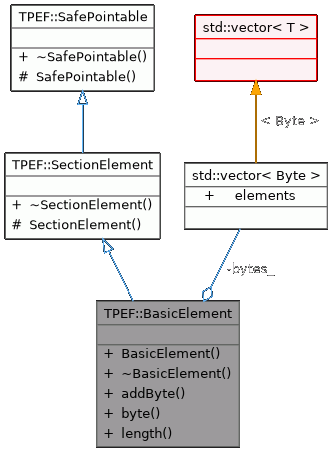 TPEF::SafePointable
+ ~SafePointable()
# SafePointable()
std::vector< T >
< Byte >
TPEF::SectionElement
+ ~SectionElement()
# SectionElement()
std::vector< Byte >
+ elements
-bytes_
TPEF::BasicElement
+ BasicElement()
+ ~BasicElement()
+ addByte()
+ byte()
+ length()